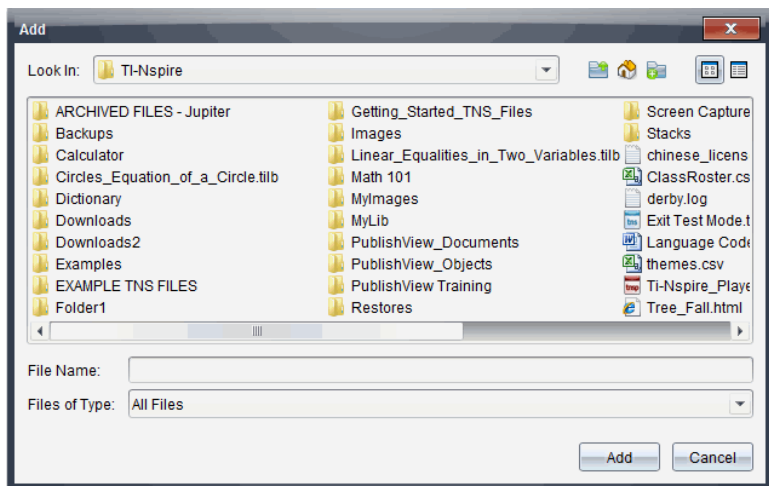 Add
Look In: TI-Nspire
ARCHIVED FILES - Jupiter
Backups
Calculator
Circles_Equation_of_a_Circle.tilb
Dictionary
Downloads
Downloads2
Examples
EXAMPLE TNS FILES
Folder1
Getting_Started_TNS_Files
Images
Linear_Equalities_in_Two_Variables.tilb
Math 101
MyImages
MyLib
PublishView_Documents
PublishView_Objects
PublishView Training
Restores
Screen Capture
Stacks
chinese_licens
ClassRoster.cs
derby.log
Exit Test Mode.t
Language Code
themes.csv
Ti-Nspire_Playe
Tree_Fall.html
File Name:
Files of Type: All Files
Add Cancel